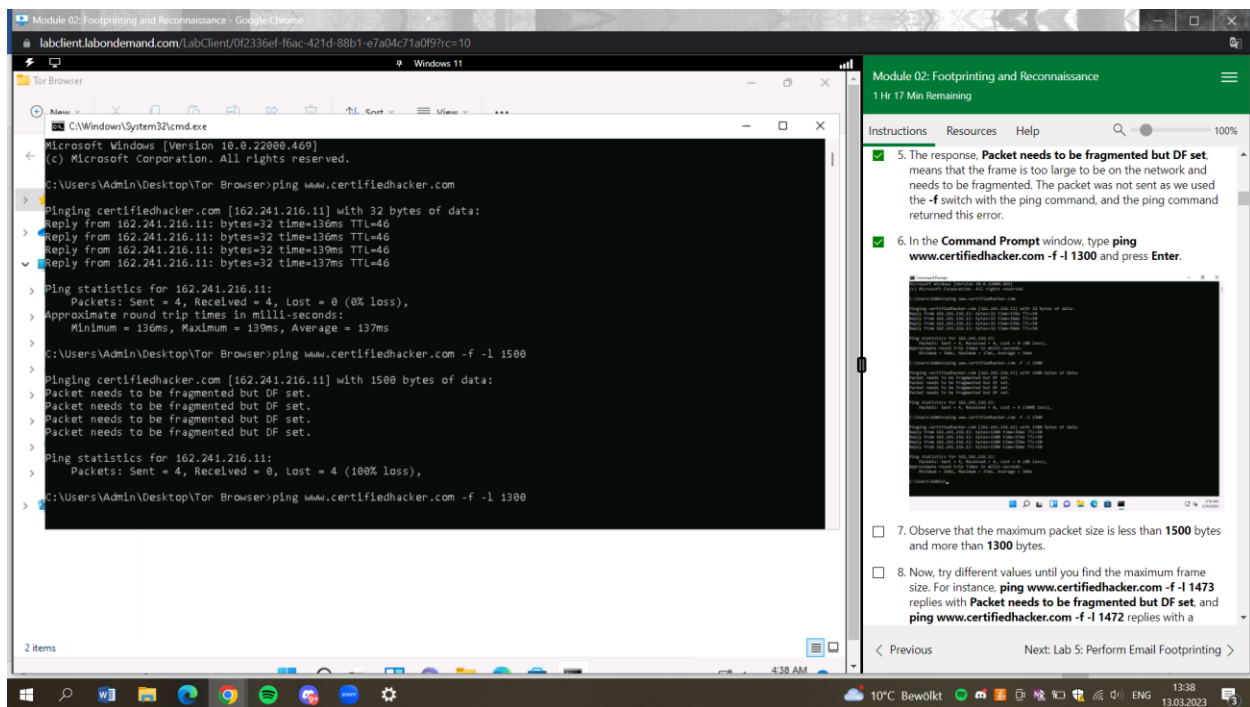 Module 02: Footprinting and Reconnaissance - Google Chrome
labclient.labondemand.com/LabClient/0f2336ef-f6ac-421d-88b1-e7a04c71a0f9?rc=10
Windows 11
Tor Browser
New
Sort
View
C:\Windows\System32\cmd.exe
Microsoft Windows [Version 10.0.22000.469]
(c) Microsoft Corporation. All rights reserved.
C:\Users\Admin\Desktop\Tor Browser>ping www.certifiedhacker.com
Pinging certifiedhacker.com [162.241.216.11] with 32 bytes of data:
Reply from 162.241.216.11: bytes=32 time=136ms TTL=46
Reply from 162.241.216.11: bytes=32 time=136ms TTL=46
Reply from 162.241.216.11: bytes=32 time=139ms TTL=46
Reply from 162.241.216.11: bytes=32 time=137ms TTL=46
Ping statistics for 162.241.216.11:
Packets: Sent = 4, Received = 4, Lost = 0 (0% loss),
Approximate round trip times in milli-seconds:
Minimum = 136ms, Maximum = 139ms, Average = 137ms
C:\Users\Admin\Desktop\Tor Browser>ping www.certifiedhacker.com -f -l 1500
Pinging certifiedhacker.com [162.241.216.11] with 1500 bytes of data:
Packet needs to be fragmented but DF set.
Packet needs to be fragmented but DF set.
Packet needs to be fragmented but DF set.
Packet needs to be fragmented but DF set.
Ping statistics for 162.241.216.11:
Packets: Sent = 4, Received = 0, Lost = 4 (100% loss),
C:\Users\Admin\Desktop\Tor Browser>ping www.certifiedhacker.com -f -l 1300
2 items
4:38 AM
Module 02: Footprinting and Reconnaissance
1 Hr 17 Min Remaining
Instructions Resources Help 100%
5. The response, Packet needs to be fragmented but DF set,
means that the frame is too large to be on the network and
needs to be fragmented. The packet was not sent as we used
the -f switch with the ping command, and the ping command
returned this error.
6. In the Command Prompt window, type ping
www.certifiedhacker.com -f -l 1300 and press Enter.
7. Observe that the maximum packet size is less than 1500 bytes
and more than 1300 bytes.
8. Now, try different values until you find the maximum frame
size. For instance, ping www.certifiedhacker.com -f -l 1473
replies with Packet needs to be fragmented but DF set, and
ping www.certifiedhacker.com -f -l 1472 replies with a
Previous
Next: Lab 5: Perform Email Footprinting
10°C Bewölkt
ENG
13:38
13.03.2023